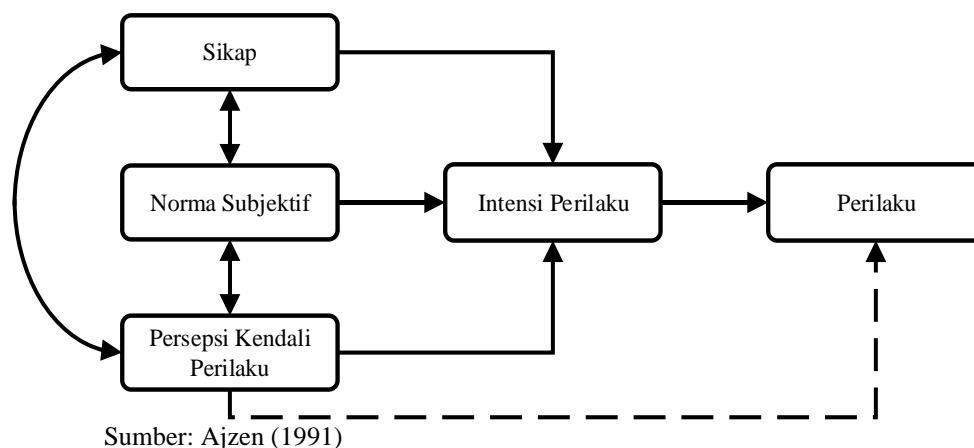 Sikap
Norma Subjektif
Intensi Perilaku
Perilaku
Persepsi Kendali
Perilaku
Sumber: Ajzen (1991)